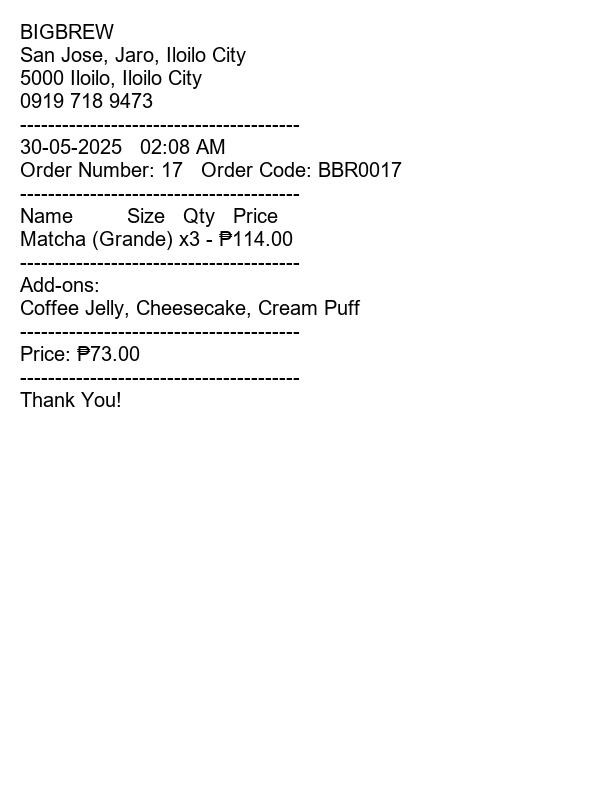 BIGBREW
San Jose, Jaro, Iloilo City
5000 Iloilo, Iloilo City
0919 718 9473
----------------------------------------
30-05-2025 02:08 AM
Order Number: 17 Order Code: BBR0017
----------------------------------------
Name Size Qty Price
Matcha (Grande) x3 - ₱114.00
----------------------------------------
Add-ons:
Coffee Jelly, Cheesecake, Cream Puff
----------------------------------------
Price: ₱73.00
----------------------------------------
Thank You!